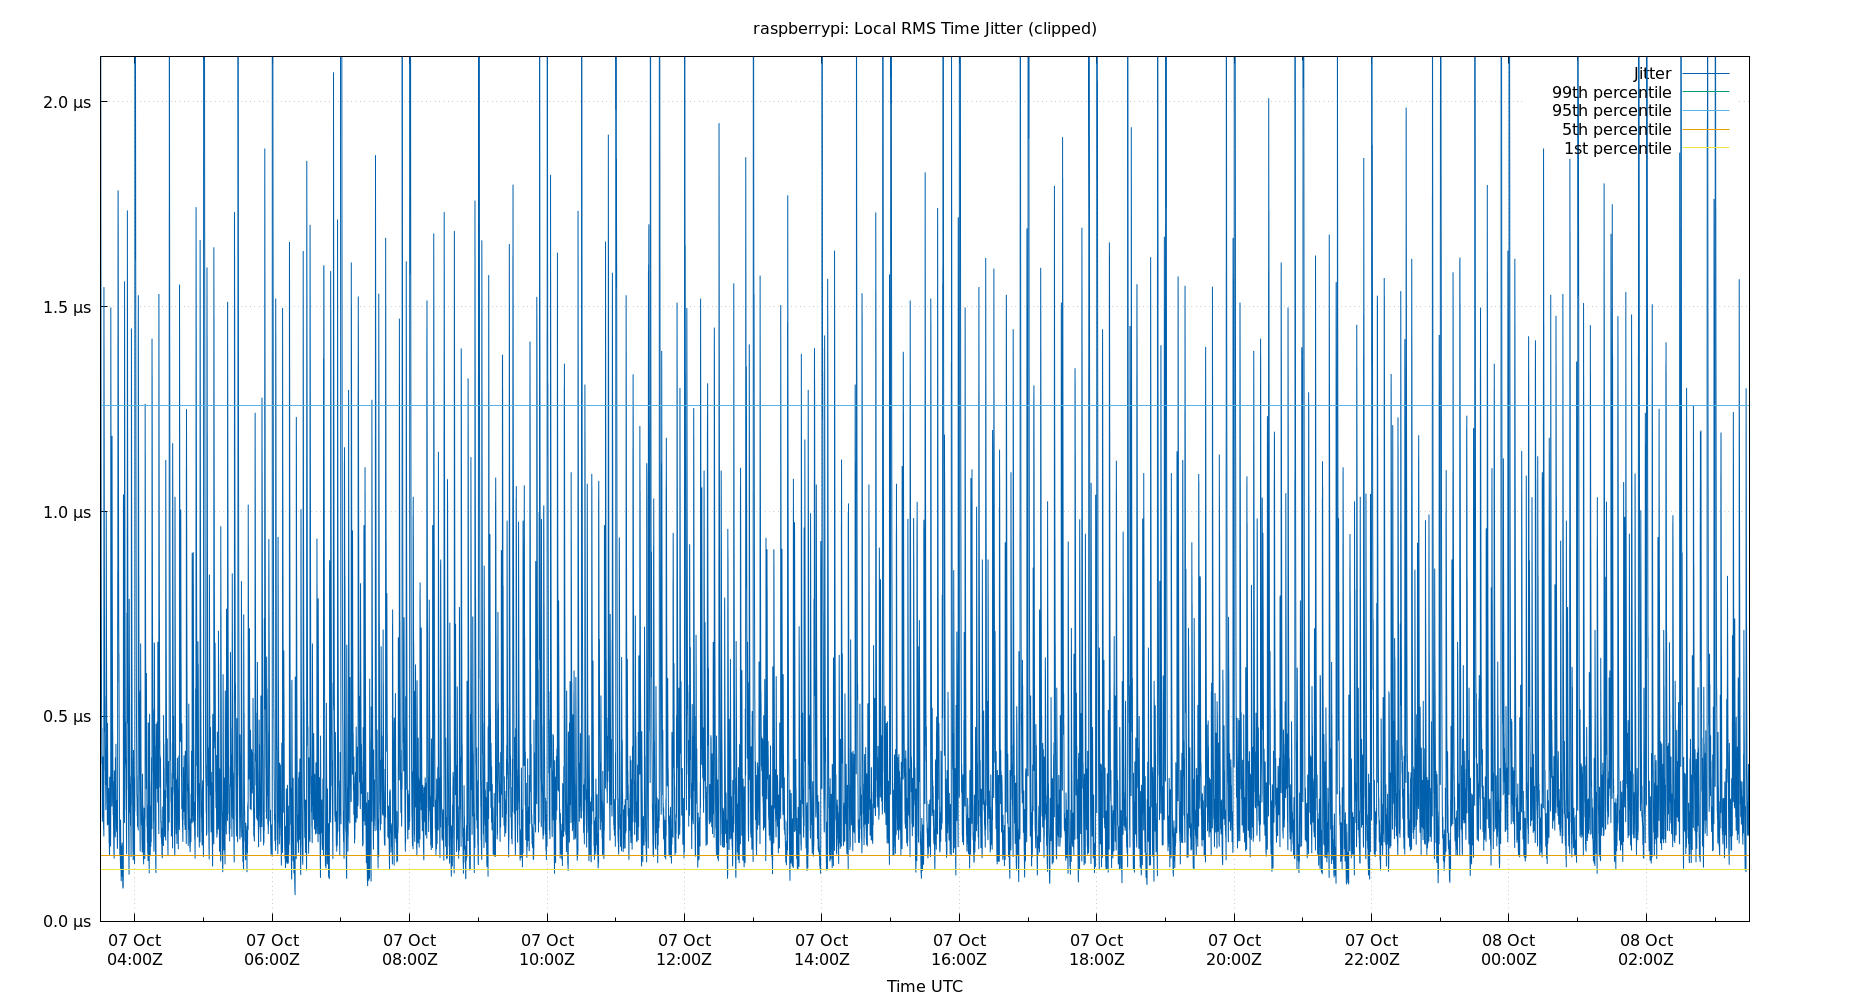 raspberrypi: Local RMS Time Jitter (clipped)
Jitter
99th percentile
95th percentile
5th percentile
1st percentile
2.0 µs
1.5 µs
1.0 µs
0.5 µs
0.0 µs
07 Oct 07 Oct 07 Oct 07 Oct 07 Oct 07 Oct 07 Oct 07 Oct 07 Oct 07 Oct 08 Oct 08 Oct
04:00Z 06:00Z 08:00Z 10:00Z 12:00Z 14:00Z 16:00Z 18:00Z 20:00Z 22:00Z 00:00Z 02:00Z
Time UTC